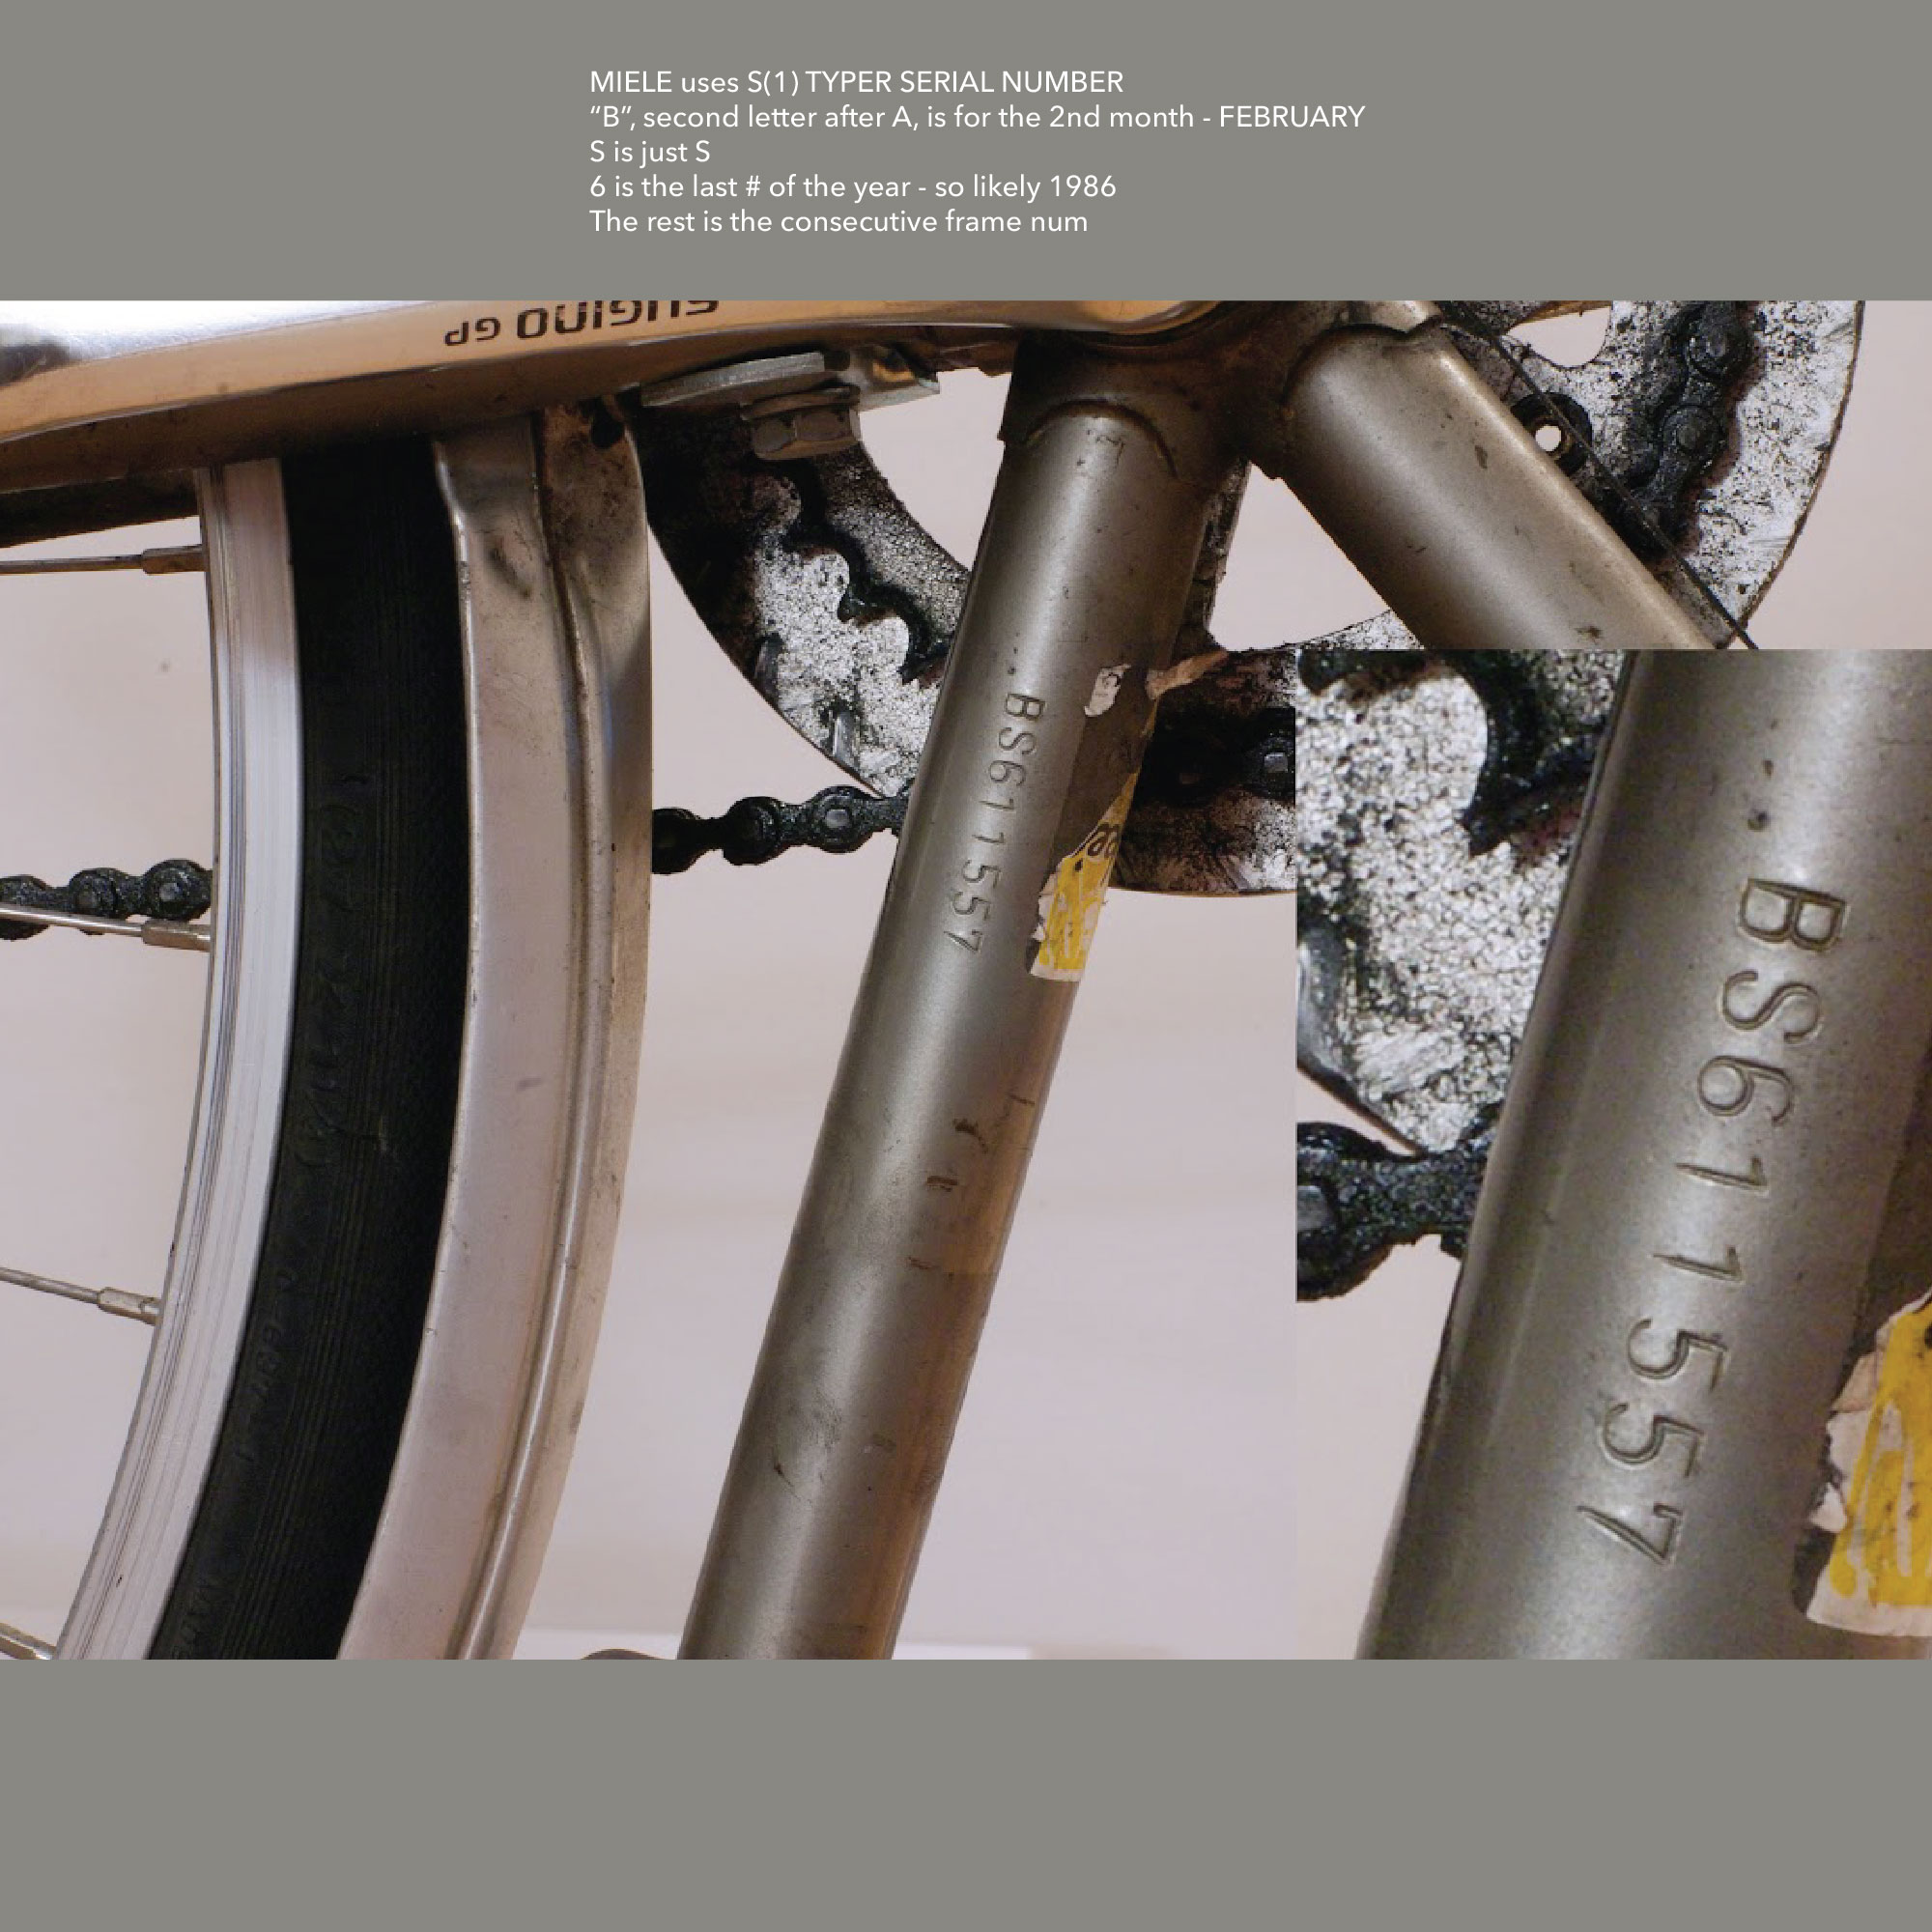 MIELE uses S(1) TYPER SERIAL NUMBER
“B”, second letter after A, is for the 2nd month - FEBRUARY
S is just S
6 is the last # of the year - so likely 1986
The rest is the consecutive frame num
SUGINO GP
BS611557
BS611557